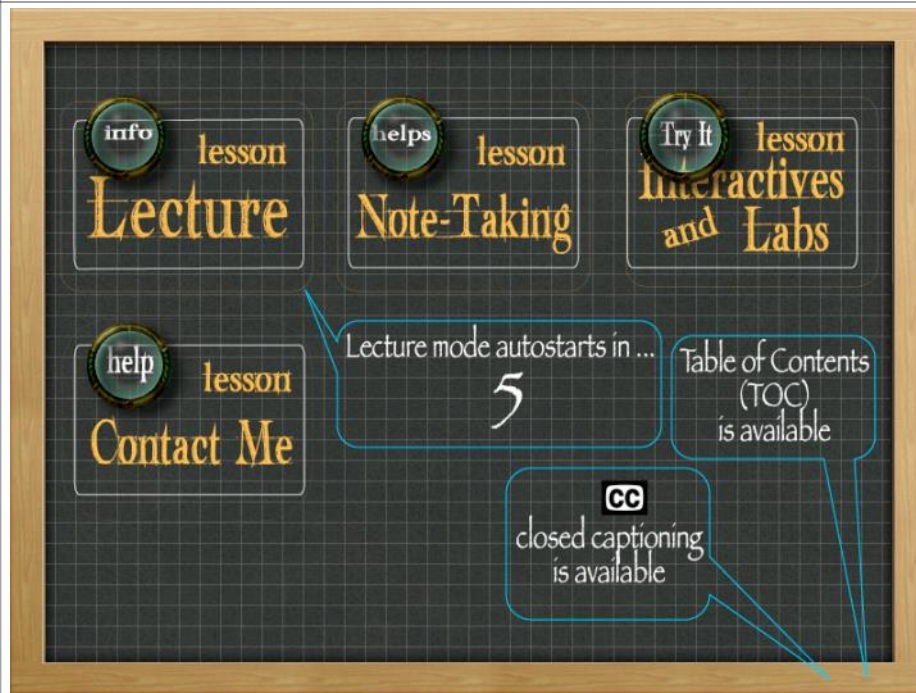 info
lesson
Lecture
helps
lesson
Note-Taking
Try It
lesson
Interactives
and Labs
help
lesson
Contact Me
Lecture mode autostarts in ...
5
Table of Contents
(TOC)
is available
CC
closed captioning
is available